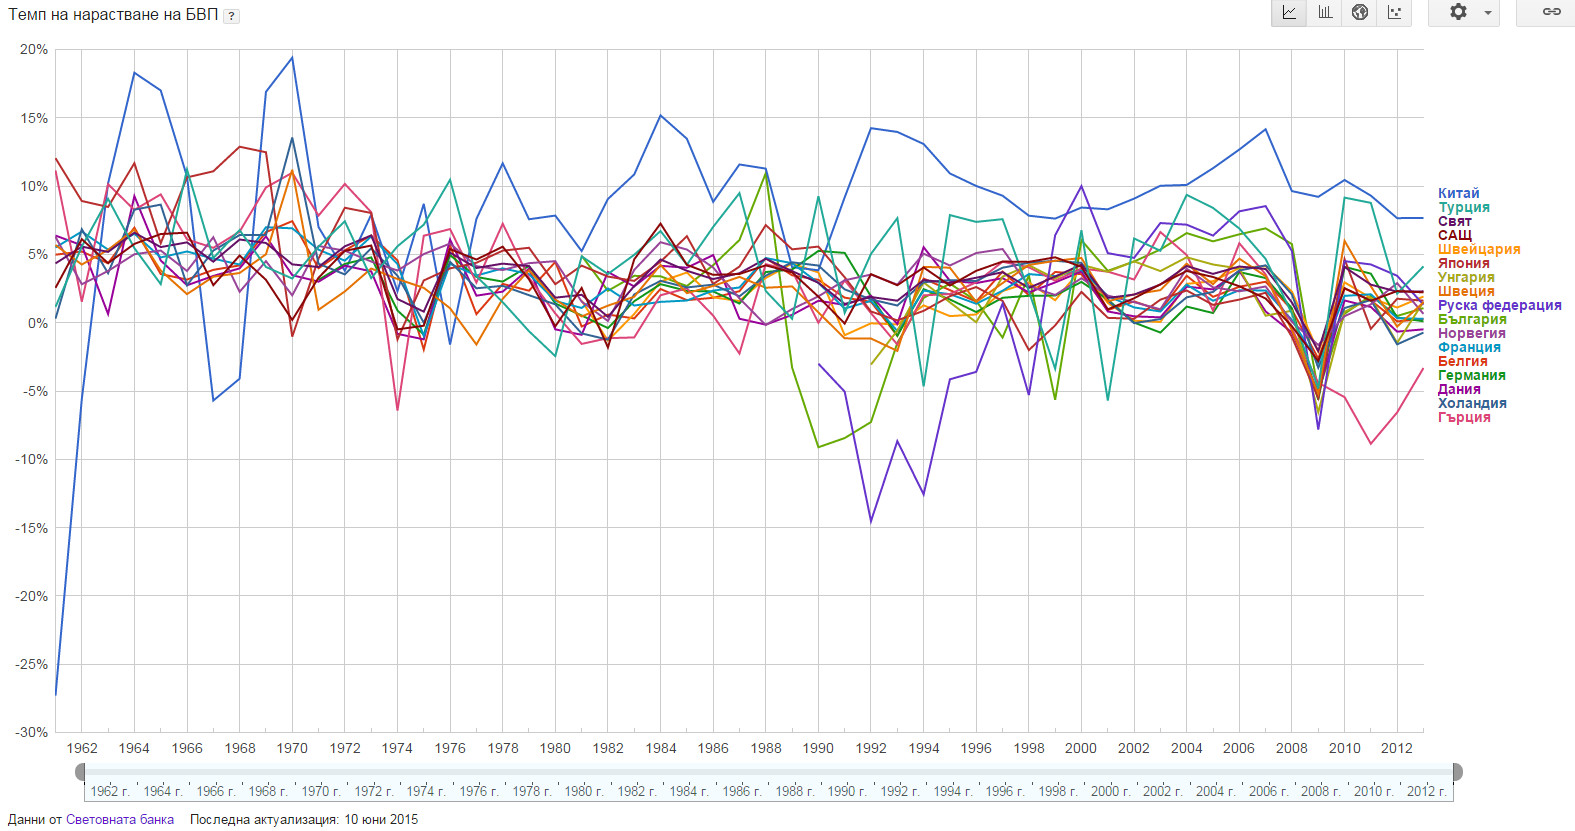 Темп на нарастване на БВП ?
20%
15%
10%
5%
0%
-5%
-10%
-15%
-20%
-25%
-30%
Китай
Турция
Свят
САЩ
Швейцария
Япония
Унгария
Швеция
Руска федерация
България
Норвегия
Франция
Белгия
Германия
Дания
Холандия
Гърция
1962 1964 1966 1968 1970 1972 1974 1976 1978 1980 1982 1984 1986 1988 1990 1992 1994 1996 1998 2000 2002 2004 2006 2008 2010 2012
1962 г. 1964 г. 1966 г. 1968 г. 1970 г. 1972 г. 1974 г. 1976 г. 1978 г. 1980 г. 1982 г. 1984 г. 1986 г. 1988 г. 1990 г. 1992 г. 1994 г. 1996 г. 1998 г. 2000 г. 2002 г. 2004 г. 2006 г. 2008 г. 2010 г. 2012 г.
Данни от Световната банка Последна актуализация: 10 юни 2015